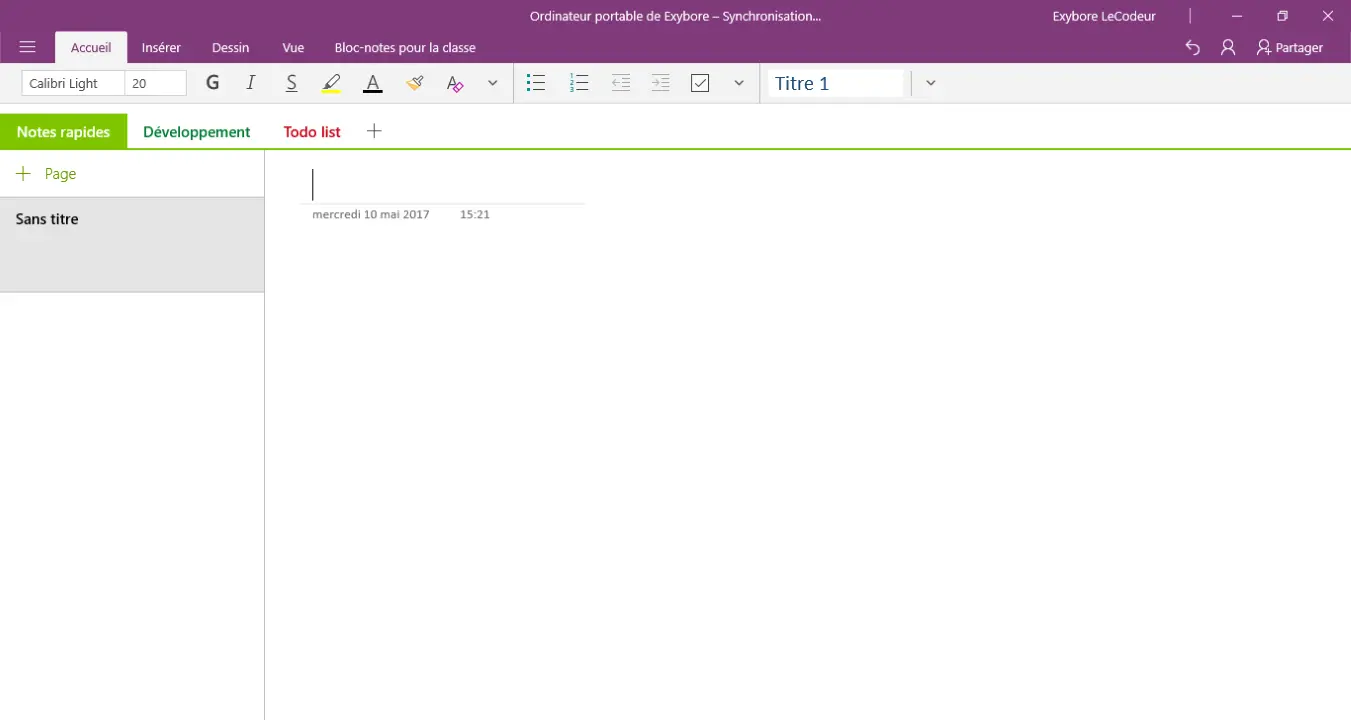 Ordinateur portable de Exybore – Synchronisation... Exybore LeCodeur
Accueil Insérer Dessin Vue Bloc-notes pour la classe Partager
Calibri Light 20 G I S A A Titre 1
Notes rapides Développement Todo list
Page
Sans titre
mercredi 10 mai 2017 15:21